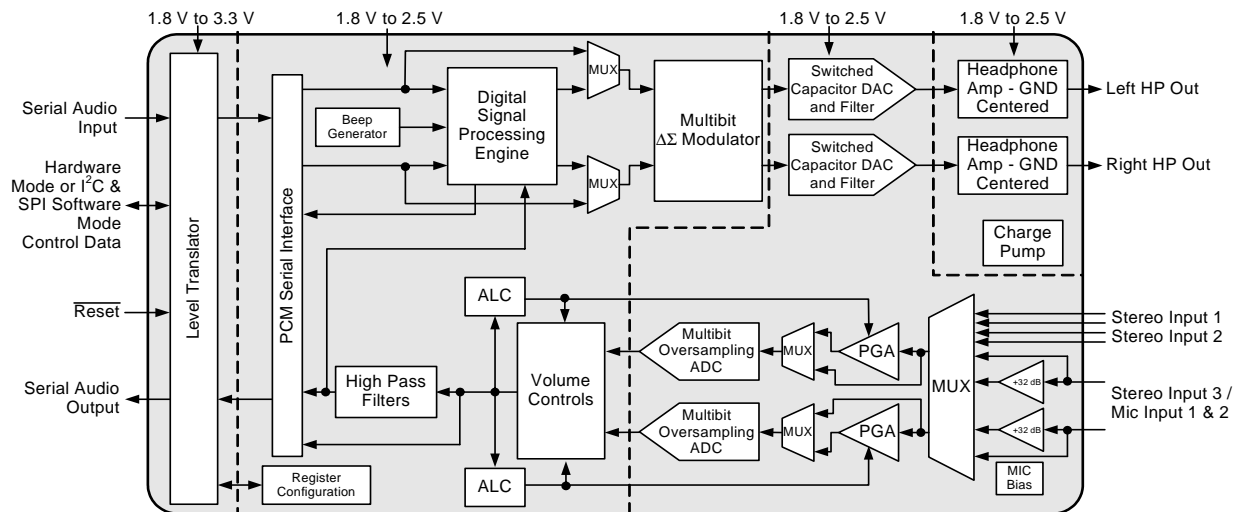 1.8 V to 3.3 V
1.8 V to 2.5 V
1.8 V to 2.5 V
1.8 V to 2.5 V
Serial Audio
Input
Hardware
Mode or I²C &
SPI Software
Mode
Control Data
Reset
Serial Audio
Output
Level Translator
PCM Serial Interface
Beep
Generator
Digital
Signal
Processing
Engine
MUX
MUX
Multibit
ΔΣ Modulator
Switched
Capacitor DAC
and Filter
Switched
Capacitor DAC
and Filter
Headphone
Amp - GND
Centered
Headphone
Amp - GND
Centered
Left HP Out
Right HP Out
Charge
Pump
ALC
ALC
High Pass
Filters
Volume
Controls
Register
Configuration
Multibit
Oversampling
ADC
Multibit
Oversampling
ADC
MUX
MUX
PGA
PGA
MUX
+32 dB
+32 dB
MIC
Bias
Stereo Input 1
Stereo Input 2
Stereo Input 3 /
Mic Input 1 & 2